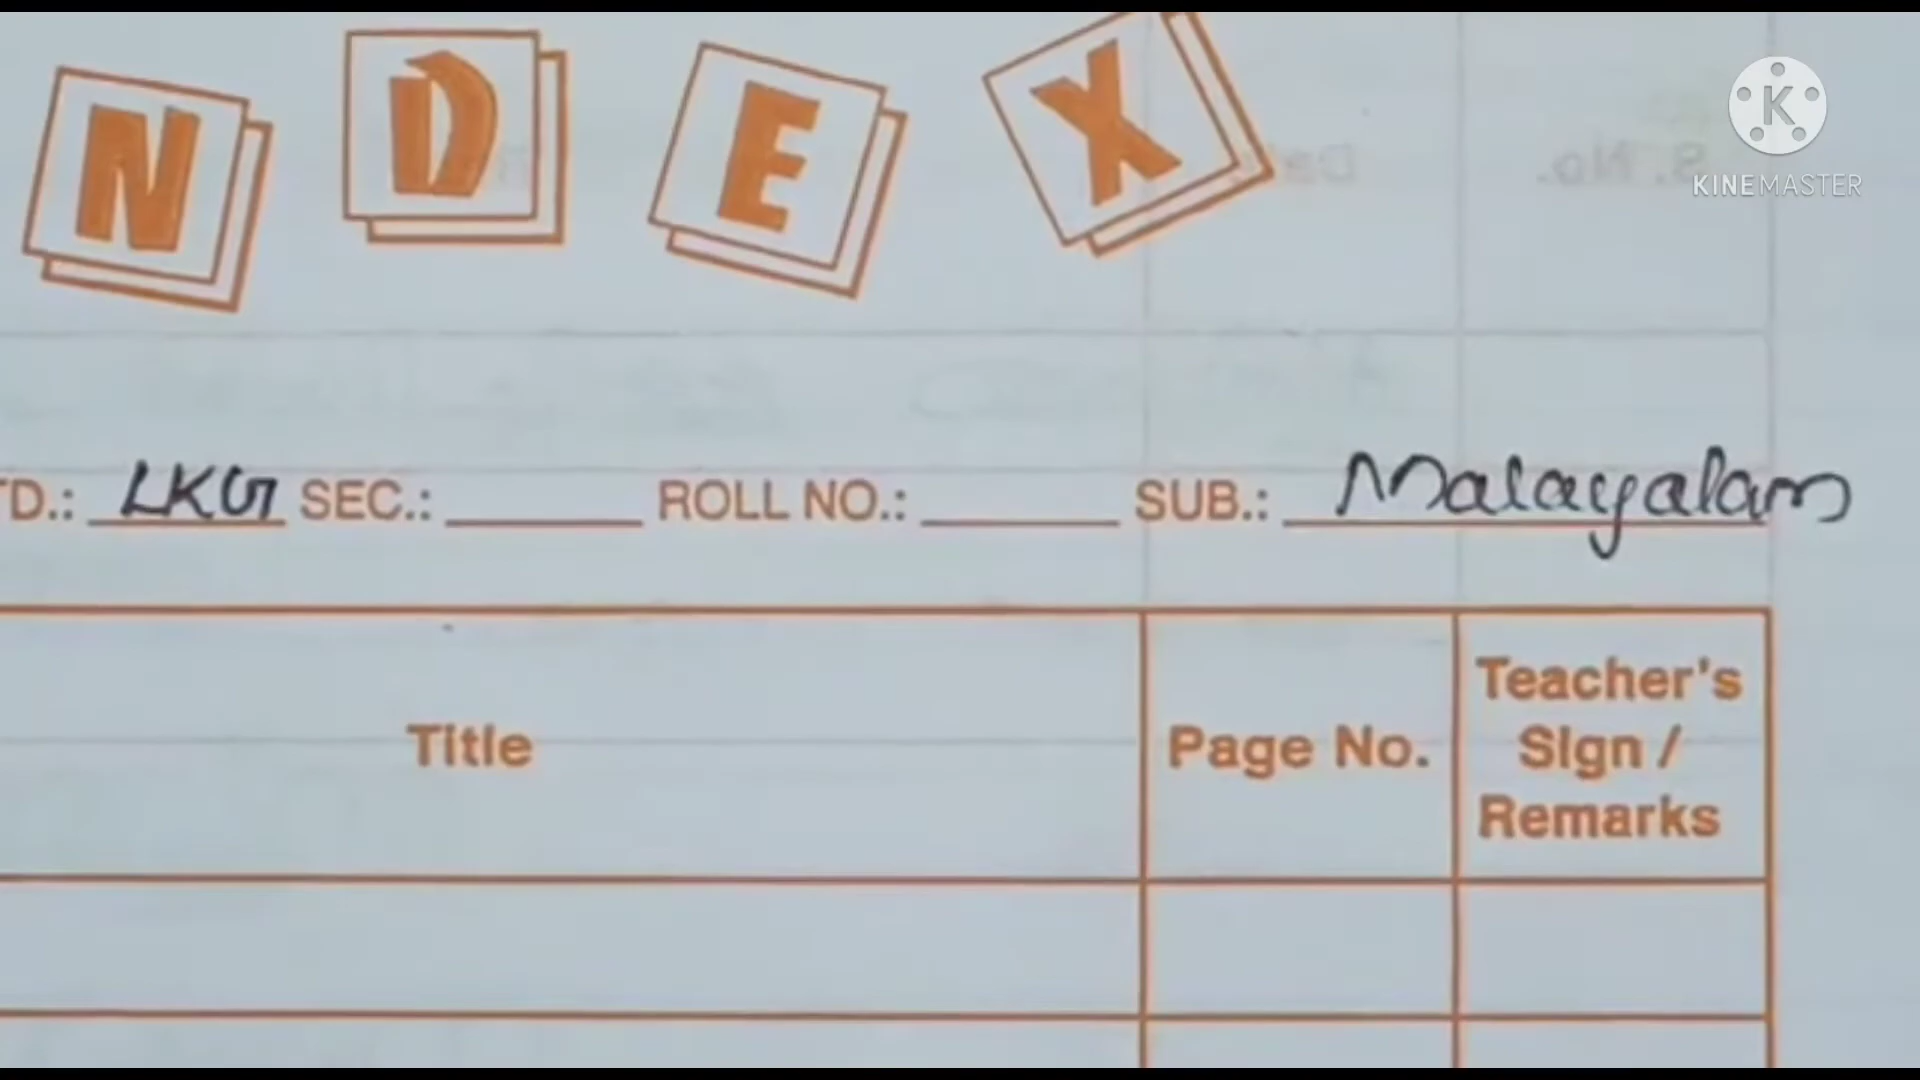 NDEX
KINEMASTER
TD.: LKG SEC.: ROLL NO.: SUB.: Malayalam
Title Page No. Teacher's
Sign /
Remarks